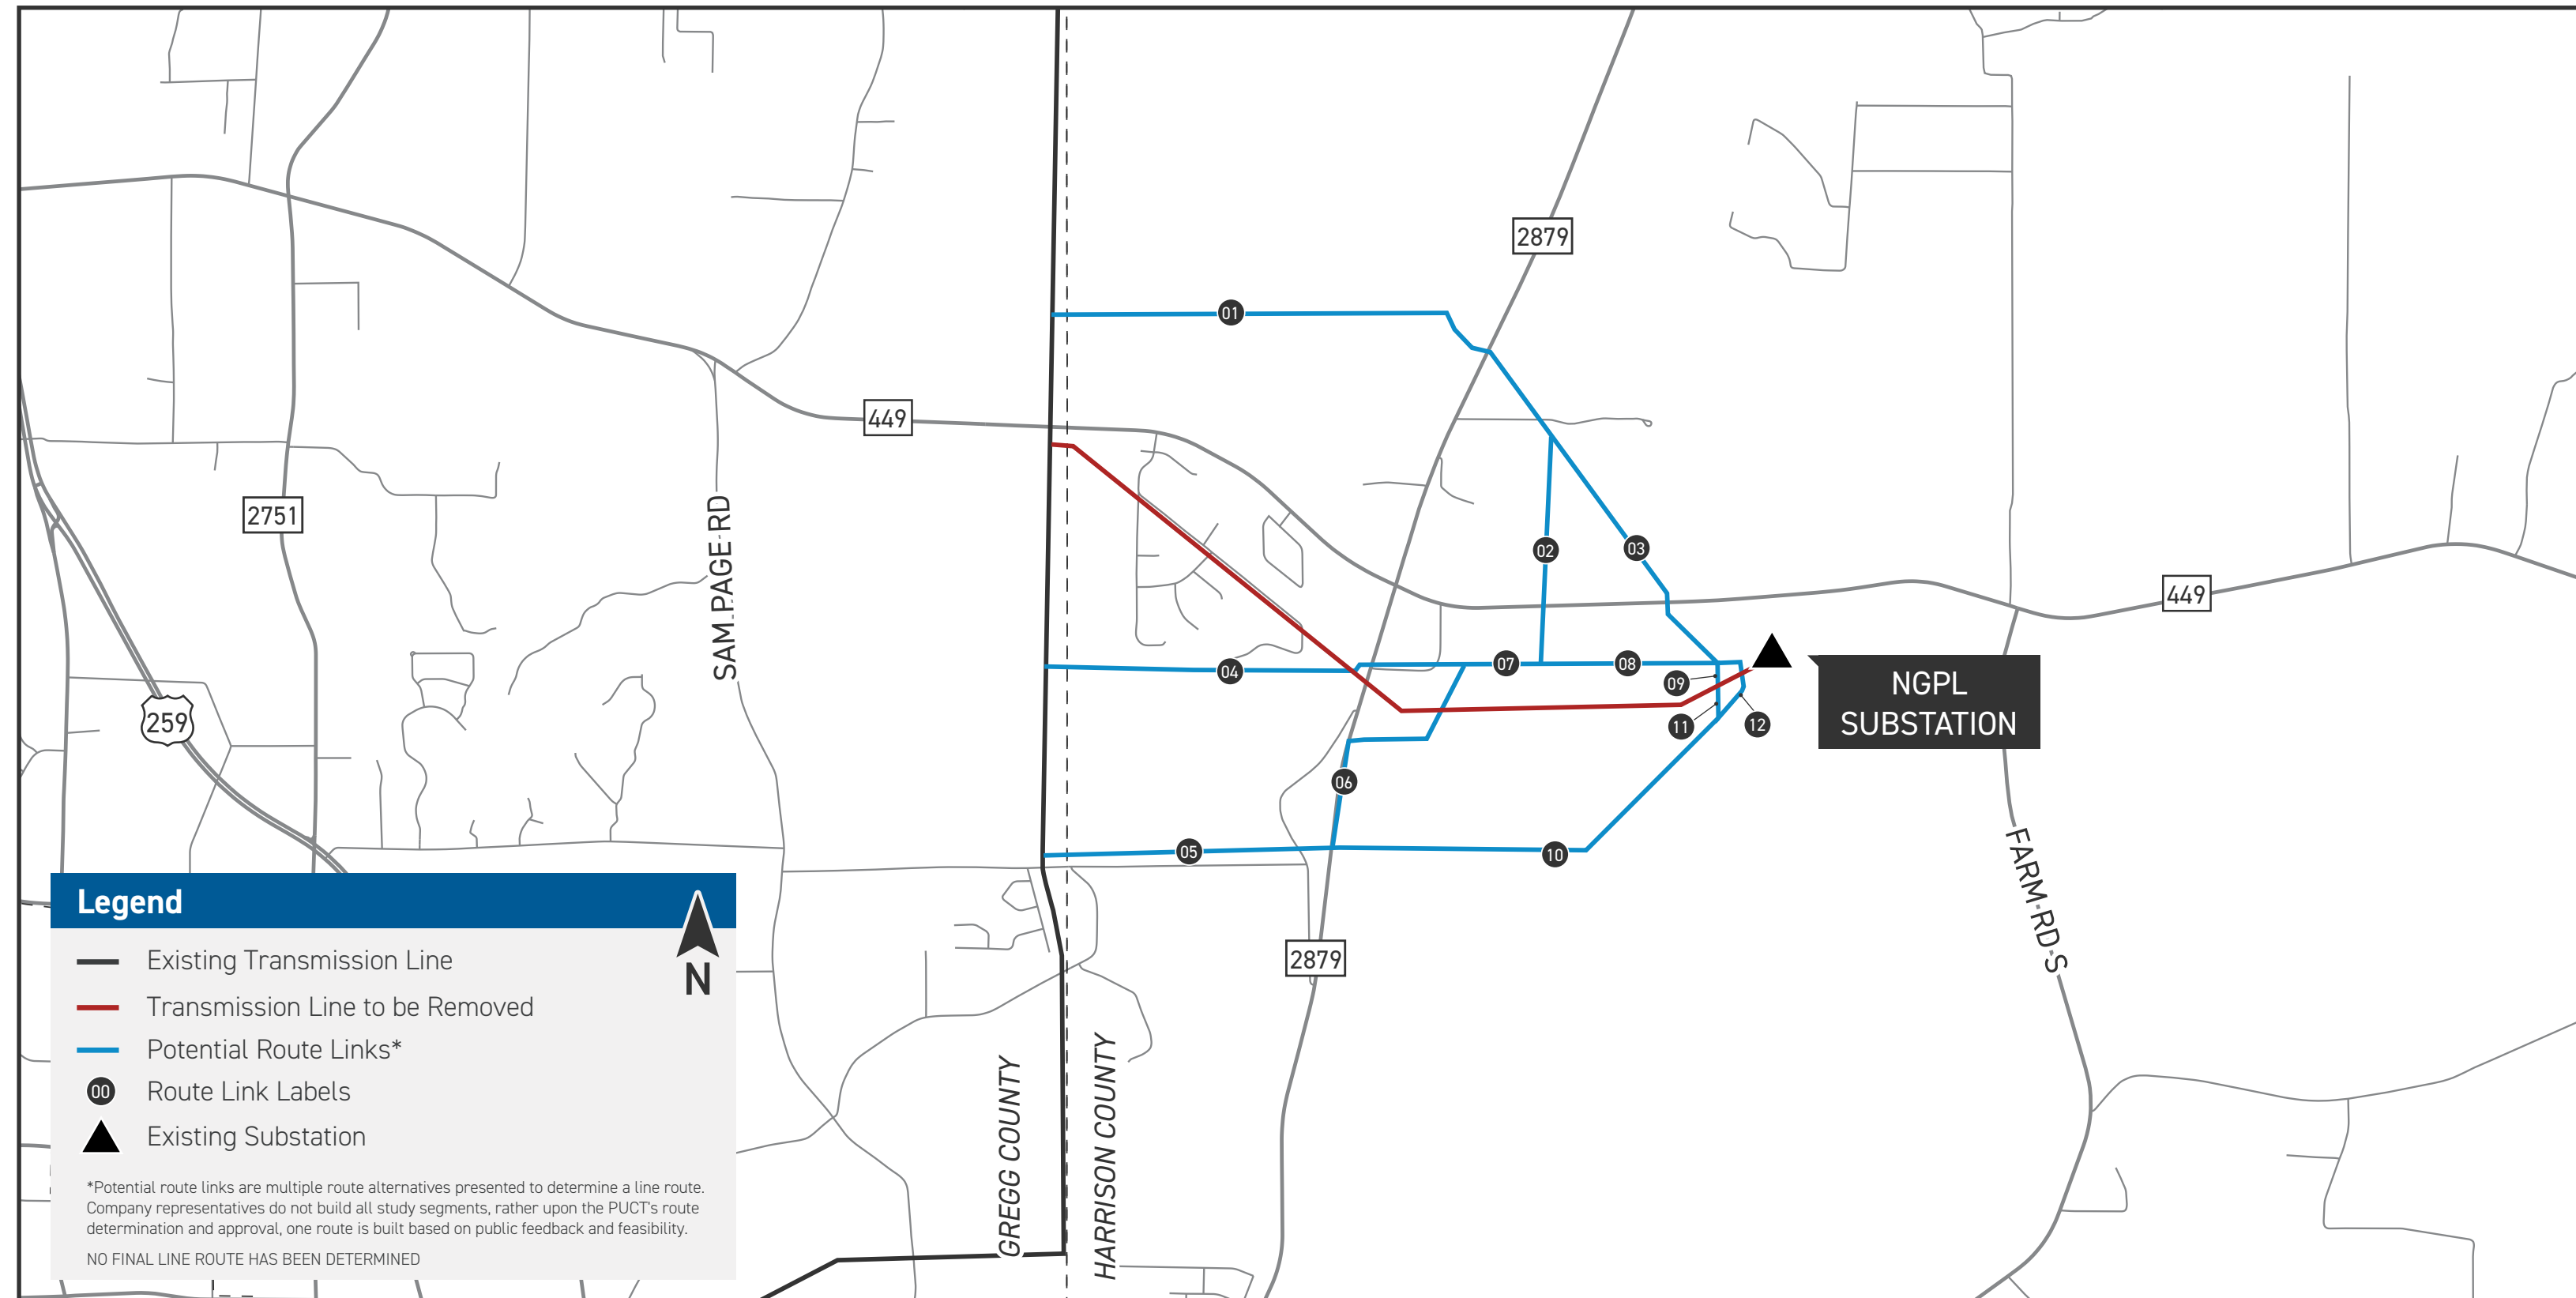 2879
01
449
2751
SAM PAGE RD
02
03
449
04
07
08
09
11
12
NGPL
SUBSTATION
259
06
05
10
FARM RD S
2879
GREGG COUNTY
HARRISON COUNTY
Legend
N
Existing Transmission Line
Transmission Line to be Removed
Potential Route Links*
00 Route Link Labels
Existing Substation
*Potential route links are multiple route alternatives presented to determine a line route.
Company representatives do not build all study segments, rather upon the PUCT's route
determination and approval, one route is built based on public feedback and feasibility.
NO FINAL LINE ROUTE HAS BEEN DETERMINED